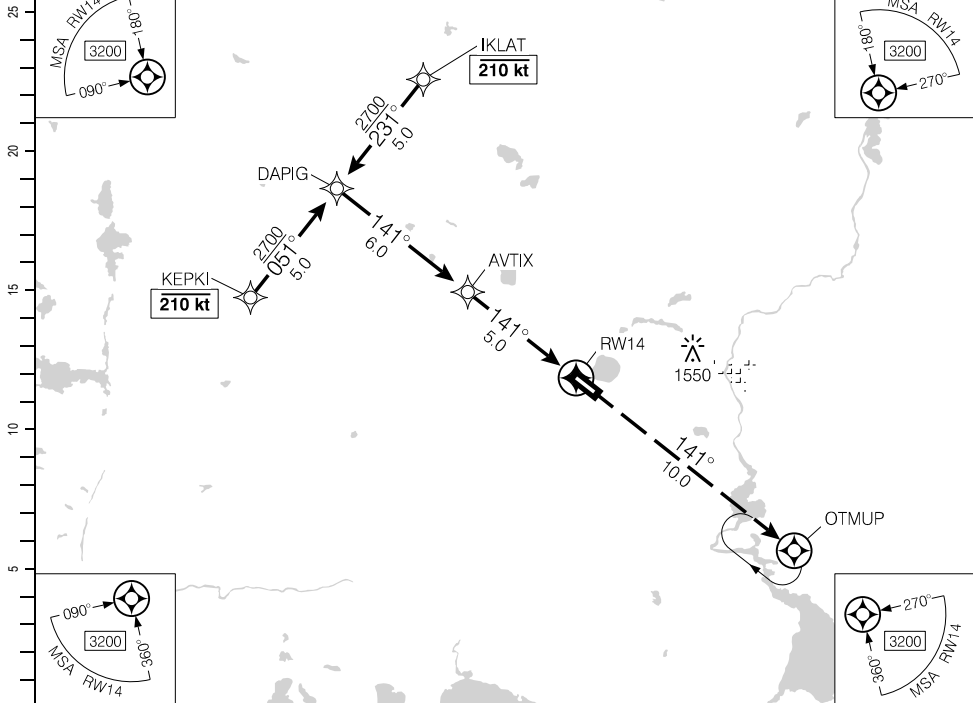 25
20
15
10
5
MSA RW14
3200
180°
090°
MSA RW14
3200
180°
270°
IKLAT
210 kt
2700
231°
5.0
DAPIG
2700
051°
5.0
KEPKI
210 kt
141°
6.0
AVTIX
141°
5.0
RW14
1550
141°
10.0
OTMUP
090°
3200
360°
MSA RW14
270°
3200
360°
MSA RW14